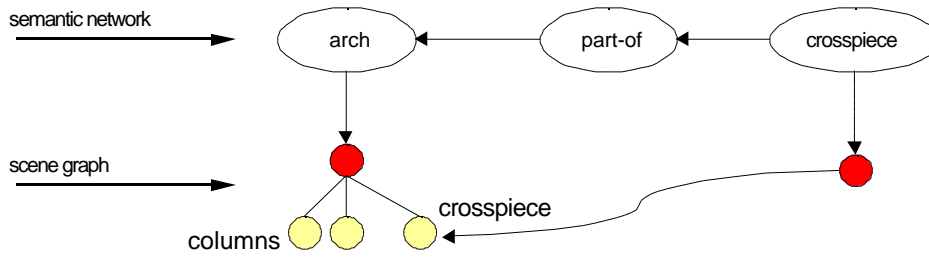 semantic network
arch
part-of
crosspiece
scene graph
crosspiece
columns